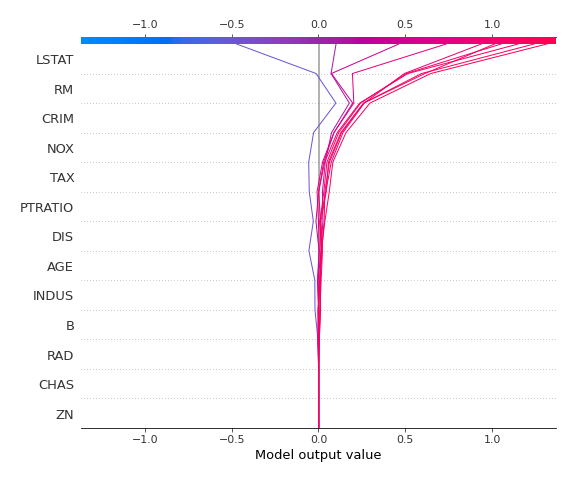 −1.0 −0.5 0.0 0.5 1.0
LSTAT
RM
CRIM
NOX
TAX
PTRATIO
DIS
AGE
INDUS
B
RAD
CHAS
ZN
−1.0 −0.5 0.0 0.5 1.0
Model output value